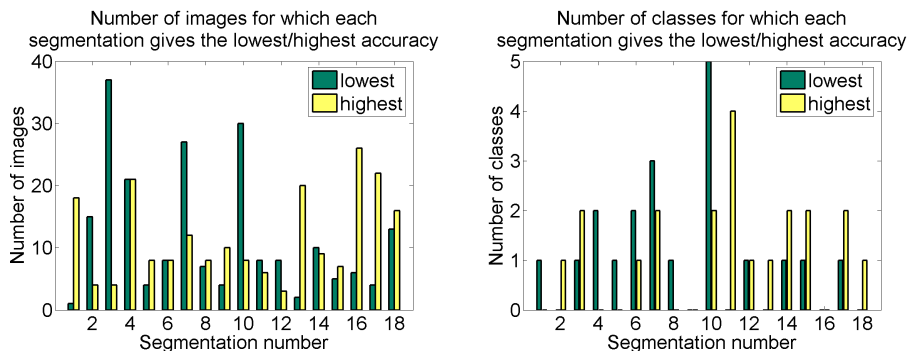 Number of images for which each
segmentation gives the lowest/highest accuracy
40
30
20
10
0
Number of images
lowest
highest
2 4 6 8 10 12 14 16 18
Segmentation number
Number of classes for which each
segmentation gives the lowest/highest accuracy
5
4
3
2
1
0
Number of classes
lowest
highest
2 4 6 8 10 12 14 16 18
Segmentation number